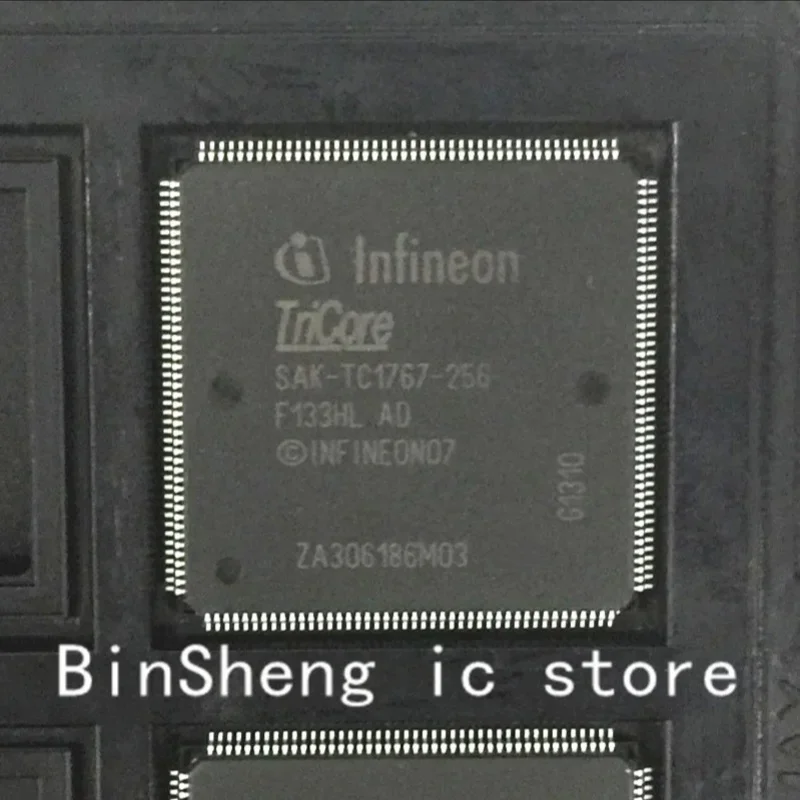 Infineon
TriCore
SAK-TC1767-256
F133HL AD
©INFINEON07
G1310
ZA306186M03
BinSheng ic store